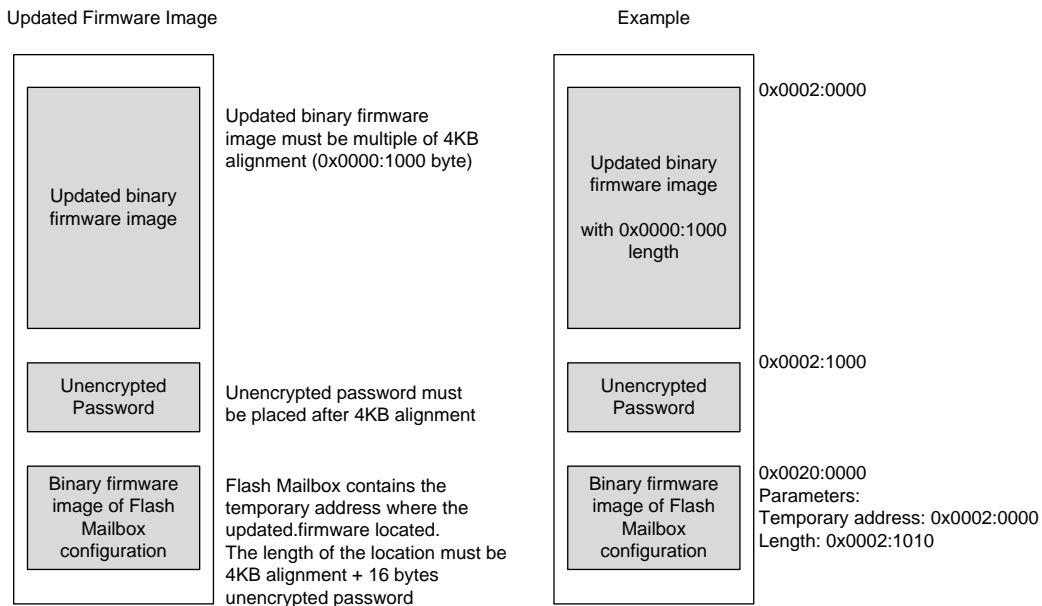 Updated Firmware Image
Updated binary
firmware image
Updated binary firmware
image must be multiple of 4KB
alignment (0x0000:1000 byte)
Unencrypted
Password
Unencrypted password must
be placed after 4KB alignment
Binary firmware
image of Flash
Mailbox
configuration
Flash Mailbox contains the
temporary address where the
updated.firmware located.
The length of the location must be
4KB alignment + 16 bytes
unencrypted password
Example
Updated binary
firmware image
with 0x0000:1000
length
0x0002:0000
Unencrypted
Password
0x0002:1000
Binary firmware
image of Flash
Mailbox
configuration
0x0020:0000
Parameters:
Temporary address: 0x0002:0000
Length: 0x0002:1010